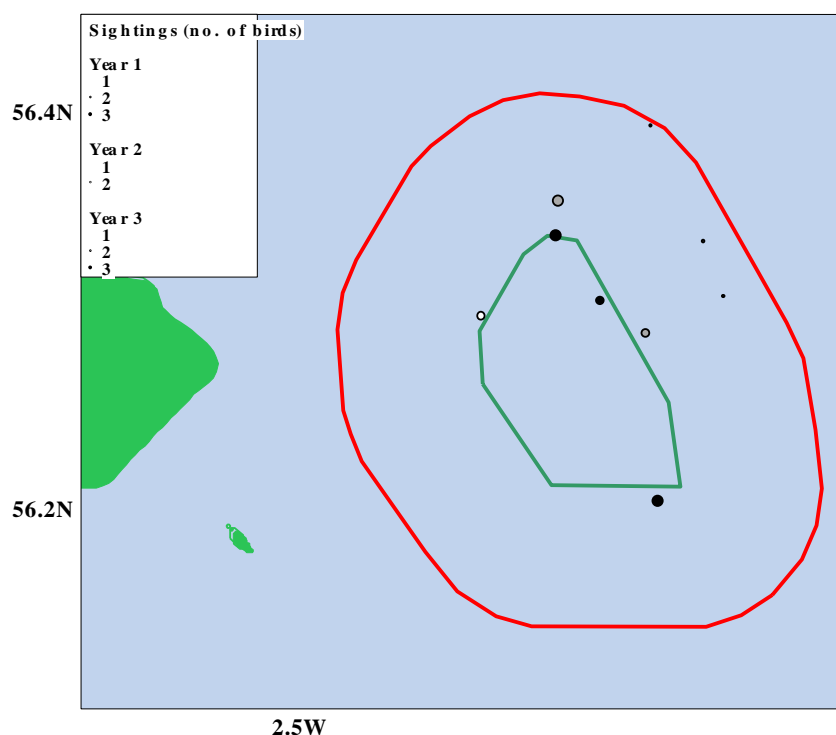 Sightings (no. of birds)
Year 1
1
2
3
Year 2
1
2
Year 3
1
2
3
56.4N
56.2N
2.5W